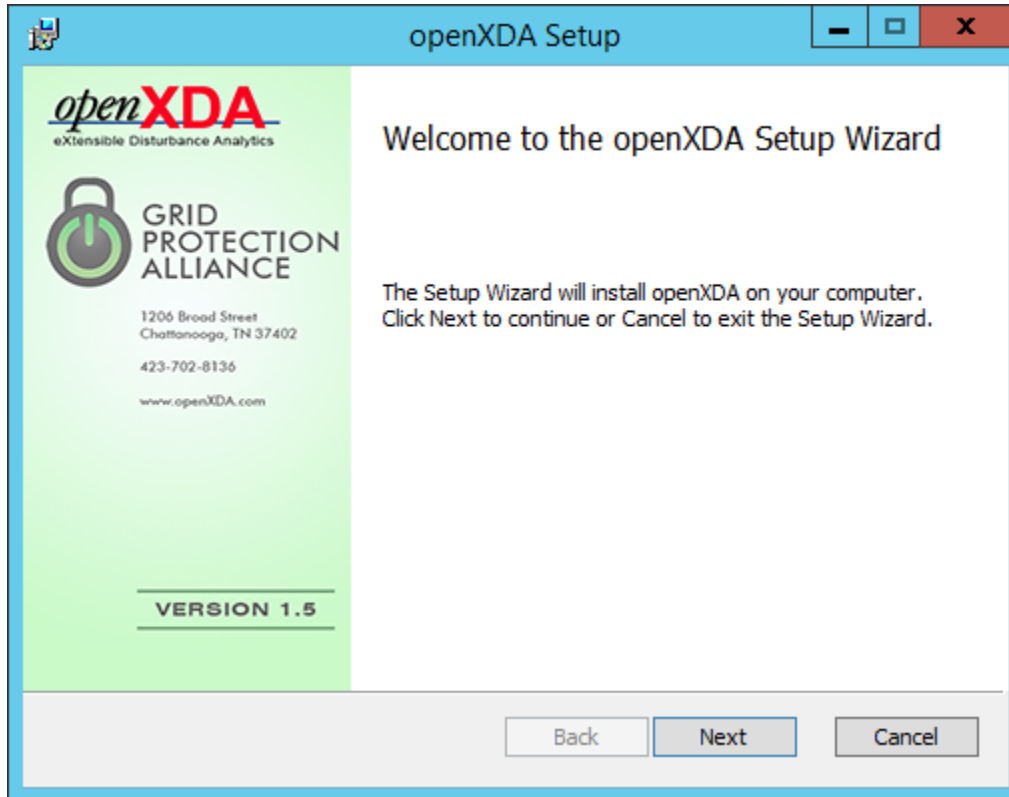 openXDA Setup
openXDA
eXtensible Disturbance Analytics
GRID
PROTECTION
ALLIANCE
1206 Broad Street
Chattanooga, TN 37402
423-702-8136
www.openXDA.com
VERSION 1.5
Welcome to the openXDA Setup Wizard
The Setup Wizard will install openXDA on your computer.
Click Next to continue or Cancel to exit the Setup Wizard.
Back Next Cancel